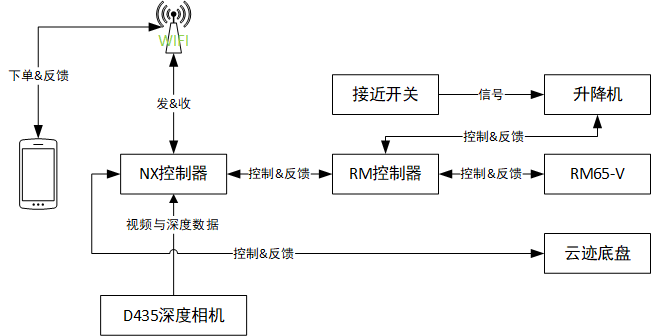 WIFI
下单&反馈
发&收
接近开关
信号
升降机
控制&反馈
NX控制器
控制&反馈
RM控制器
控制&反馈
RM65-V
视频与深度数据
控制&反馈
云迹底盘
D435深度相机